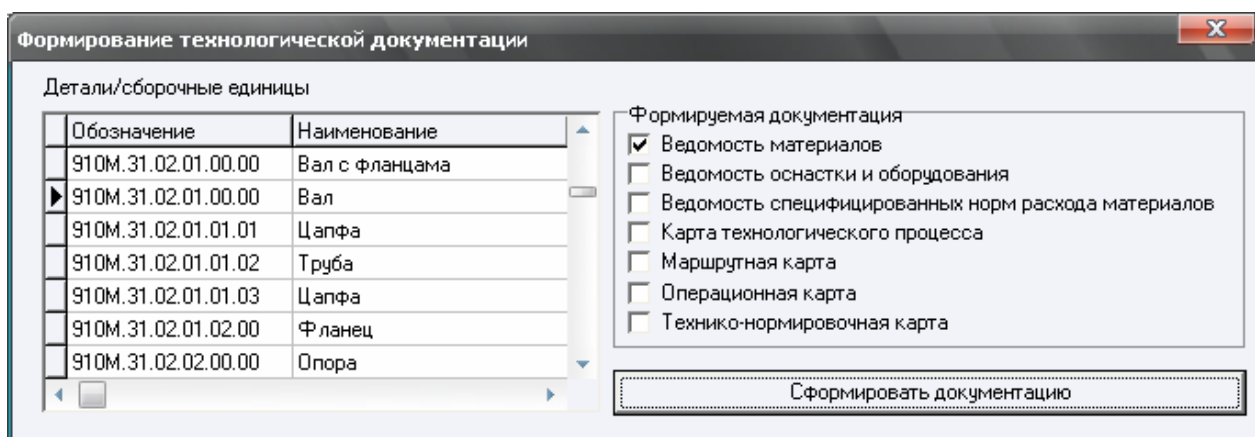 Формирование технологической документации
Детали/сборочные единицы
Обозначение Наименование
910М.31.02.01.00.00 Вал с фланцама
910М.31.02.01.00.00 Вал
910М.31.02.01.01.01 Цапфа
910М.31.02.01.01.02 Труба
910М.31.02.01.01.03 Цапфа
910М.31.02.01.02.00 Фланец
910М.31.02.02.00.00 Опора
Формируемая документация
Ведомость материалов
Ведомость оснастки и оборудования
Ведомость специфицированных норм расхода материалов
Карта технологического процесса
Маршрутная карта
Операционная карта
Технико-нормировочная карта
Сформировать документацию